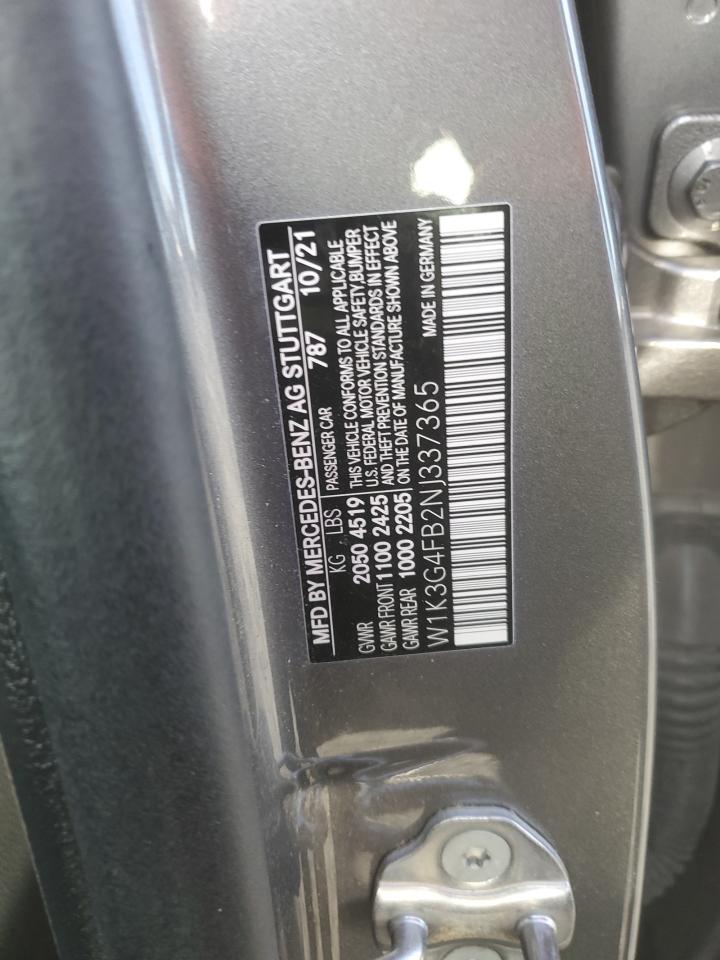 MFD BY MERCEDES-BENZ AG STUTTGART
KG LBS PASSENGER CAR 787 10/21
GVWR 2050 4519 THIS VEHICLE CONFORMS TO ALL APPLICABLE
GAWR FRONT 1100 2425 U.S. FEDERAL MOTOR VEHICLE SAFETY, BUMPER
GAWR REAR 1000 2205 AND THEFT PREVENTION STANDARDS IN EFFECT
ON THE DATE OF MANUFACTURE SHOWN ABOVE
W1K3G4FB2NJ337365 MADE IN GERMANY